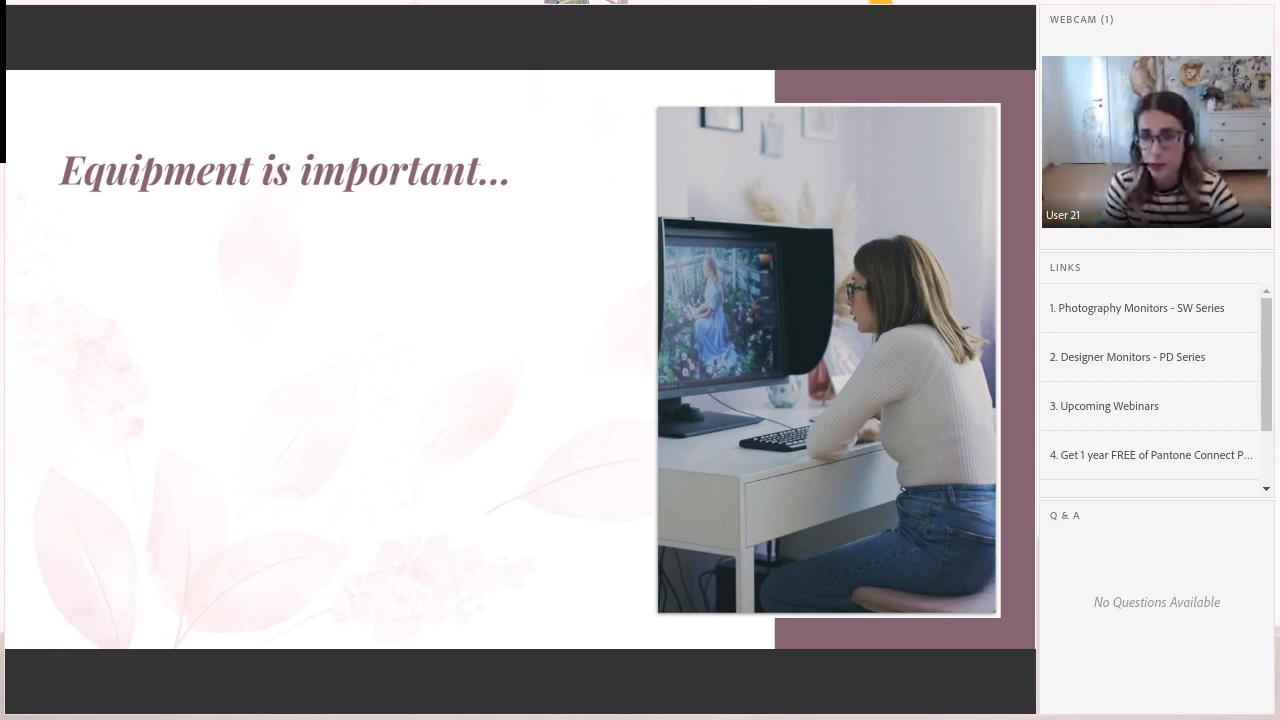 Equipment is important...
WEBCAM (1)
User 21
LINKS
1. Photography Monitors - SW Series
2. Designer Monitors - PD Series
3. Upcoming Webinars
4. Get 1 year FREE of Pantone Connect P...
Q & A
No Questions Available